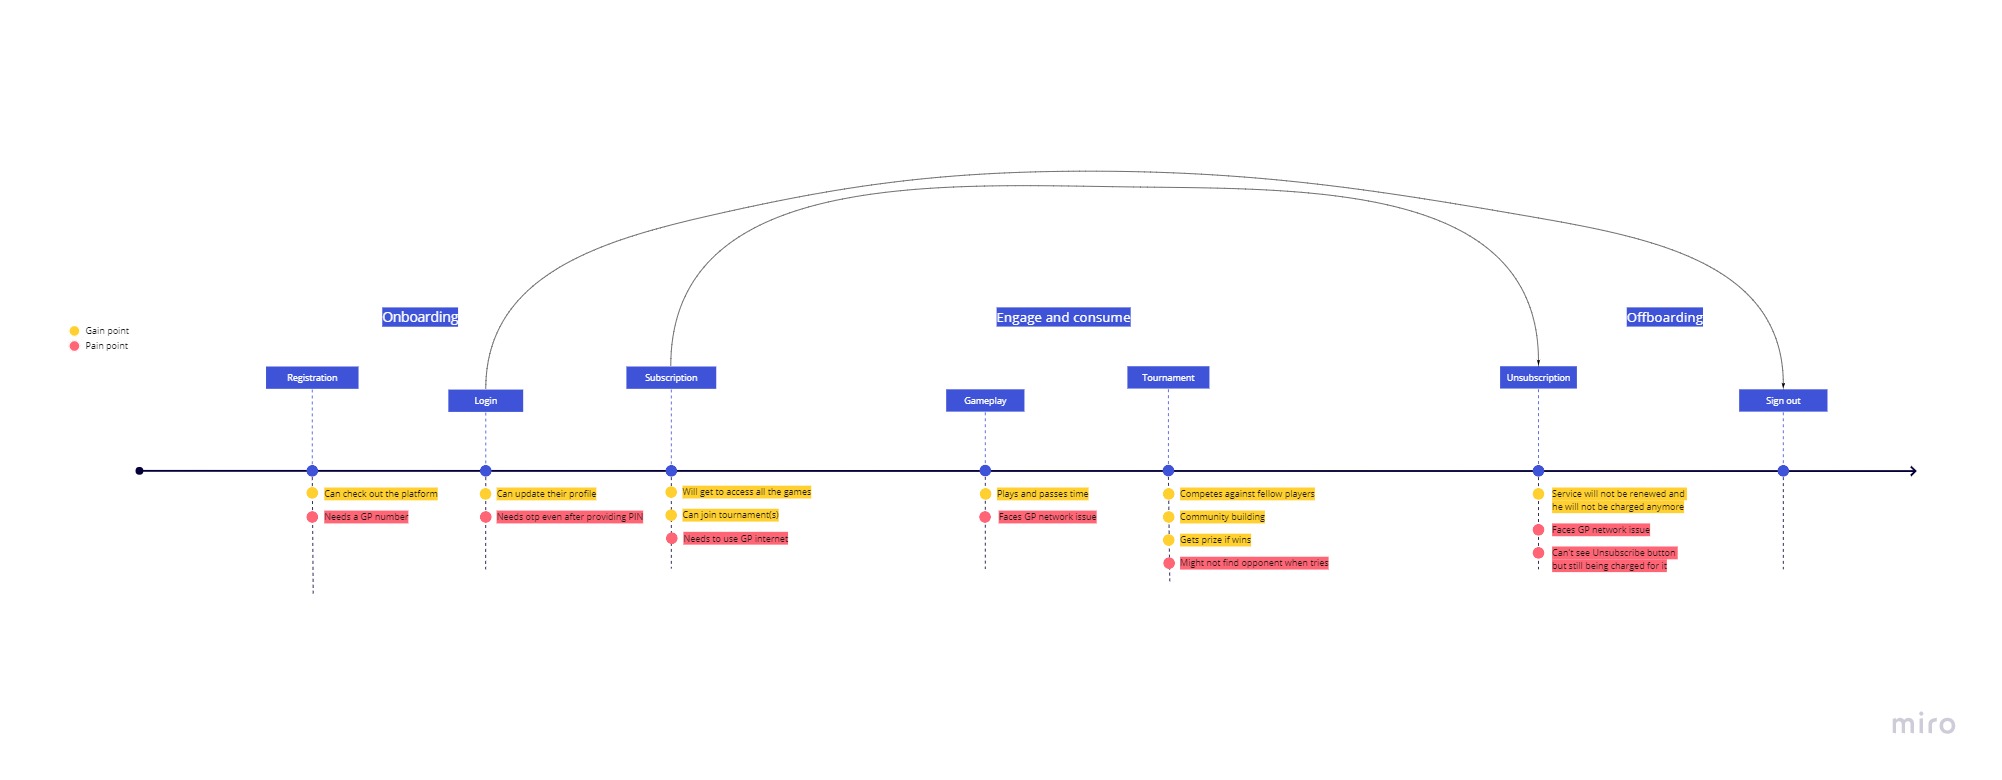 Onboarding
Engage and consume
Offboarding
Gain point
Pain point
Registration
Login
Subscription
Gameplay
Tournament
Unsubscription
Sign out
Can check out the platform
Needs a GP number
Can update their profile
Needs otp even after providing PIN
Will get to access all the games
Can join tournament(s)
Needs to use GP internet
Plays and passes time
Faces GP network issue
Competes against fellow players
Community building
Gets prize if wins
Might not find opponent when tries
Service will not be renewed and
he will not be charged anymore
Faces GP network issue
Can't see Unsubscribe button
but still being charged for it
miro